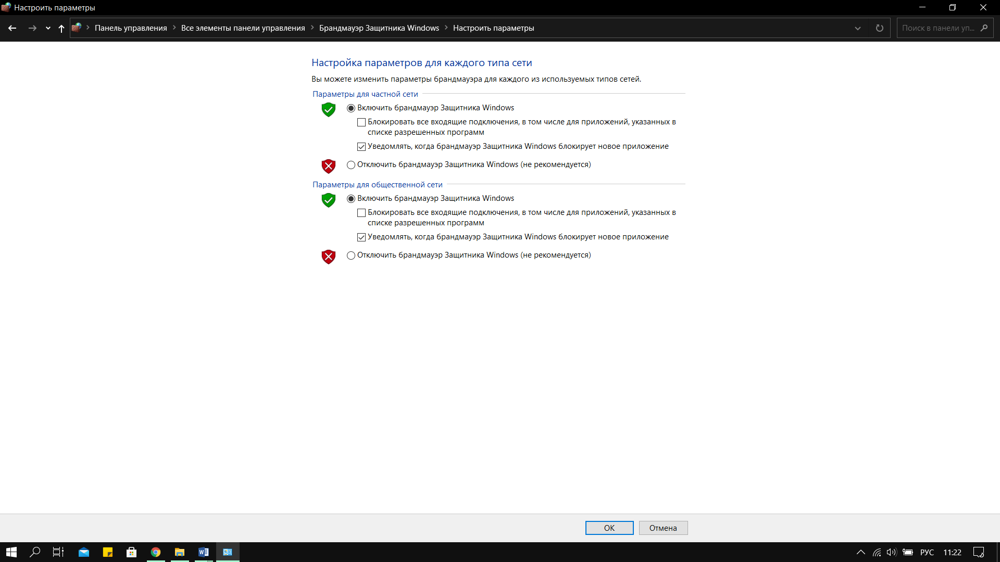 Настроить параметры
Панель управления > Все элементы панели управления > Брандмауэр Защитника Windows > Настроить параметры
Поиск в панели уп...
Настройка параметров для каждого типа сети
Вы можете изменить параметры брандмауэра для каждого из используемых типов сетей.
Параметры для частной сети
Включить брандмауэр Защитника Windows
Блокировать все входящие подключения, в том числе для приложений, указанных в
списке разрешенных программ
Уведомлять, когда брандмауэр Защитника Windows блокирует новое приложение
Отключить брандмауэр Защитника Windows (не рекомендуется)
Параметры для общественной сети
Включить брандмауэр Защитника Windows
Блокировать все входящие подключения, в том числе для приложений, указанных в
списке разрешенных программ
Уведомлять, когда брандмауэр Защитника Windows блокирует новое приложение
Отключить брандмауэр Защитника Windows (не рекомендуется)
ОК
Отмена
РУС
11:22